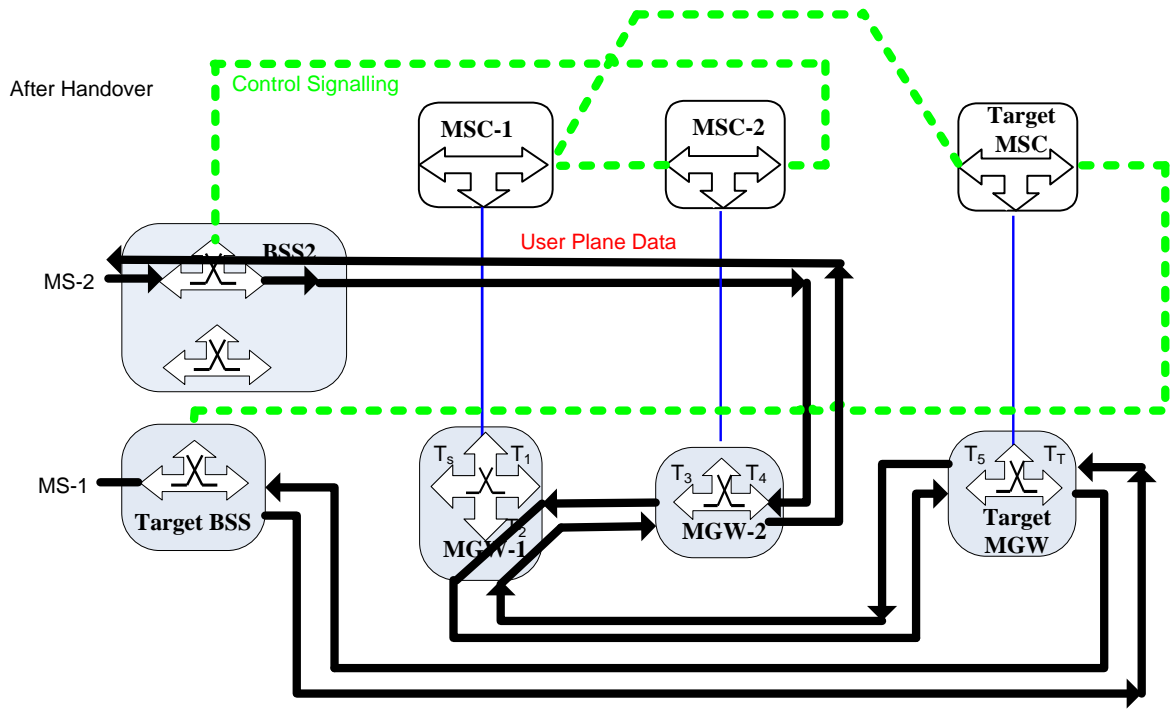 After Handover
Control Signalling
MSC-1
MSC-2
Target
MSC
User Plane Data
BSS2
MS-2
MS-1
Target BSS
Ts
T1
T2
MGW-1
T3
T4
MGW-2
T5
TT
Target
MGW